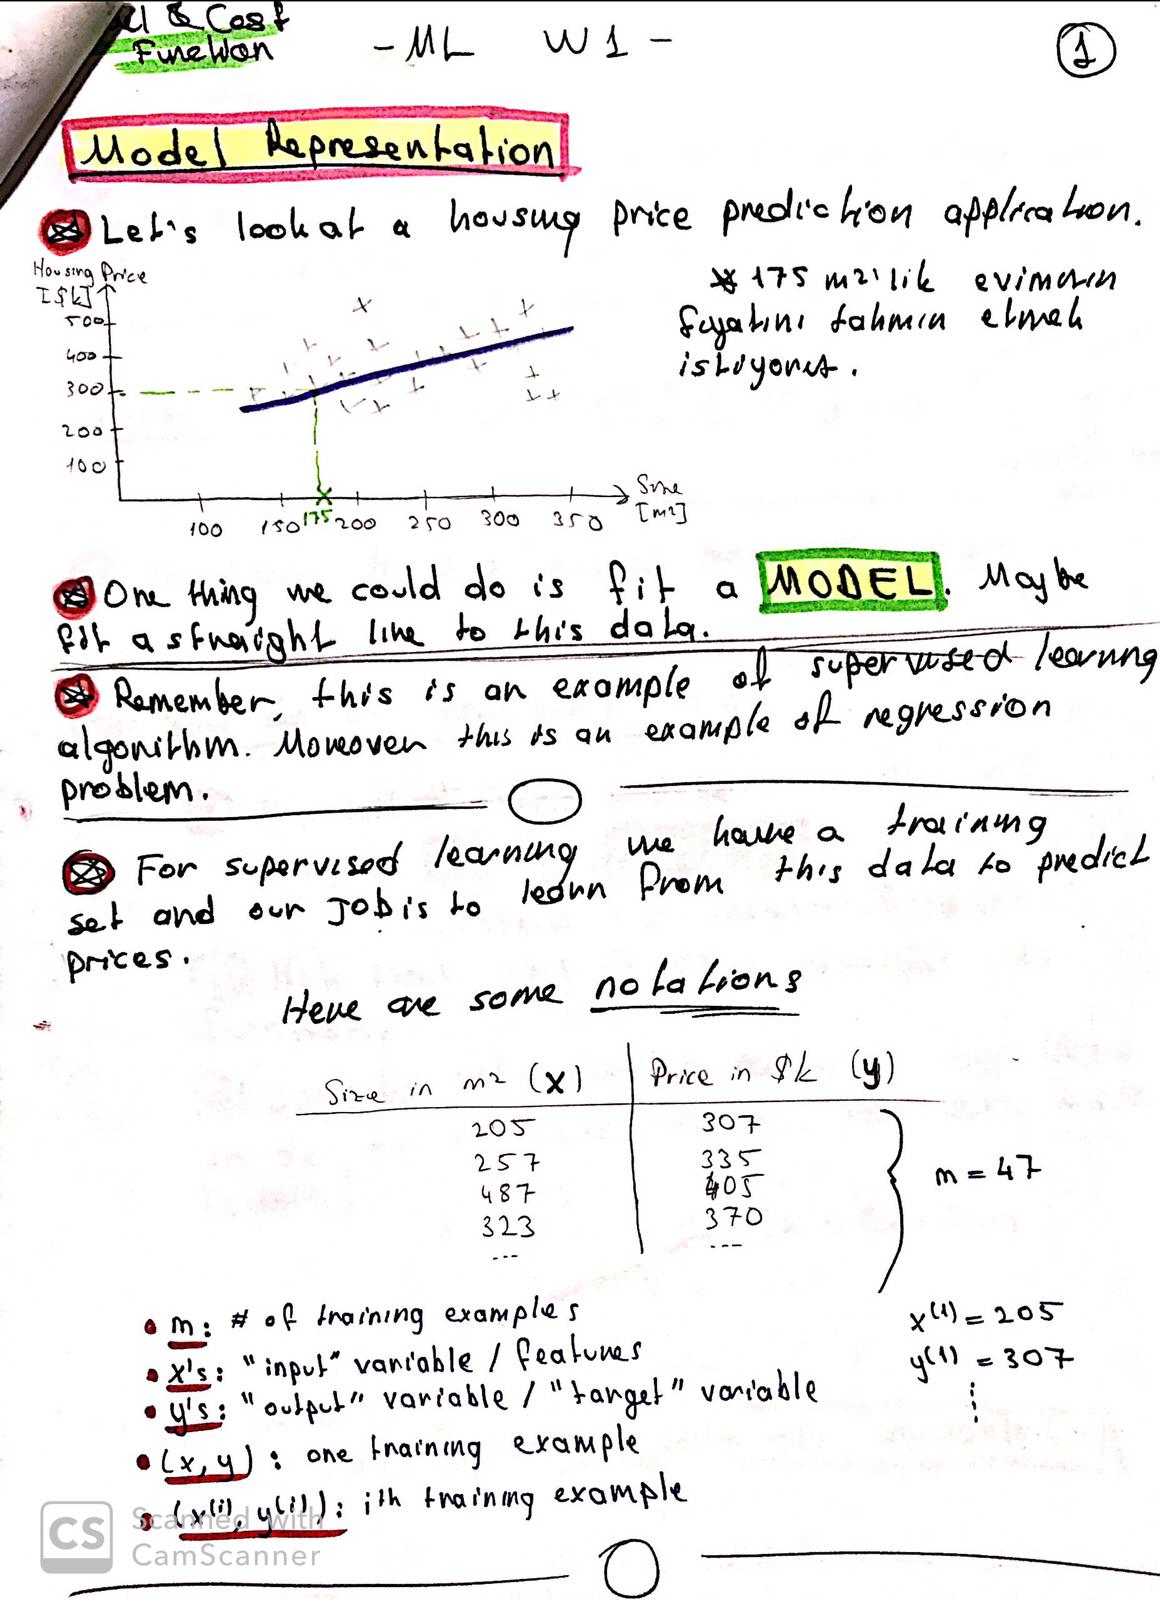 & Cost
Function
- ML W1 -
1
Model Representation
Let's look at a housing price prediction application.
Housing Price
[$k]
500
400
300
200
100
100 150 175 200 250 300 350
Size
[m2]
* 175 m2'lik evimizin
fiyatını tahmin etmek
istiyoruz.
One thing we could do is fit a MODEL. Maybe
fit a straight line to this data.
Remember, this is an example of supervised learning
algorithm. Moreover this is an example of regression
problem.
For supervised learning we have a training
set and our job is to learn from this data to predict
prices.
Here are some notations
Size in m2 (x) Price in $k (y)
205 307
257 335
487 405
323 370
... ---
m = 47
• m: # of training examples
• x's: "input" variable / features
• y's: "output" variable / "target" variable
• (x, y): one training example
• (x(i), y(i)): ith training example
x(1) = 205
y(1) = 307
CS Scanned with
CamScanner